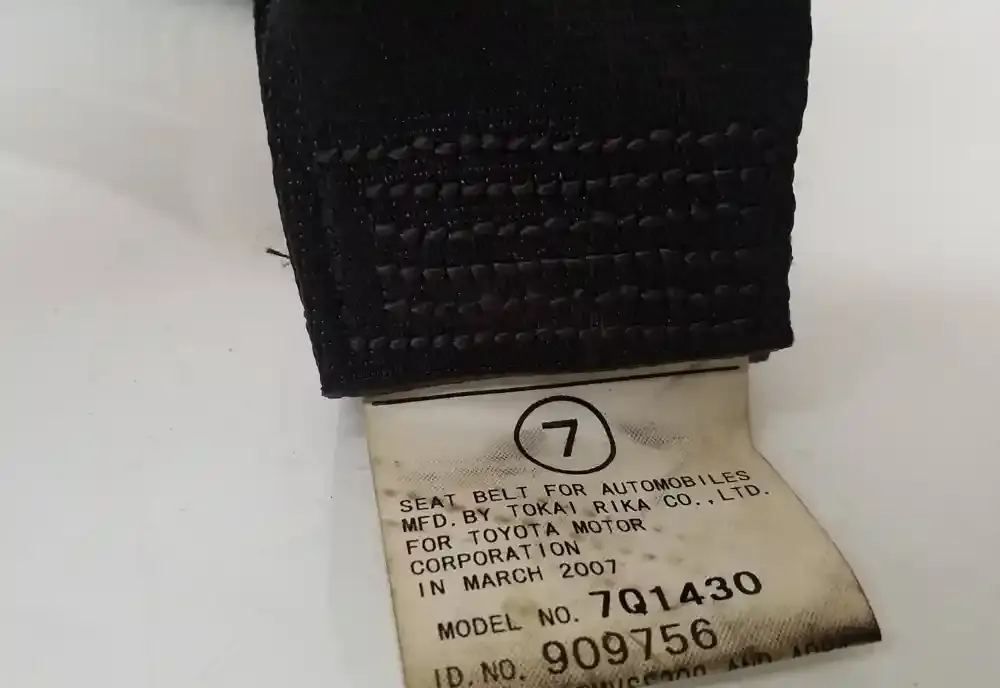 7
SEAT BELT FOR AUTOMOBILES
MFD. BY TOKAI RIKA CO., LTD.
FOR TOYOTA MOTOR
CORPORATION
IN MARCH 2007
MODEL NO. 7Q1430
ID. NO. 909756
AND